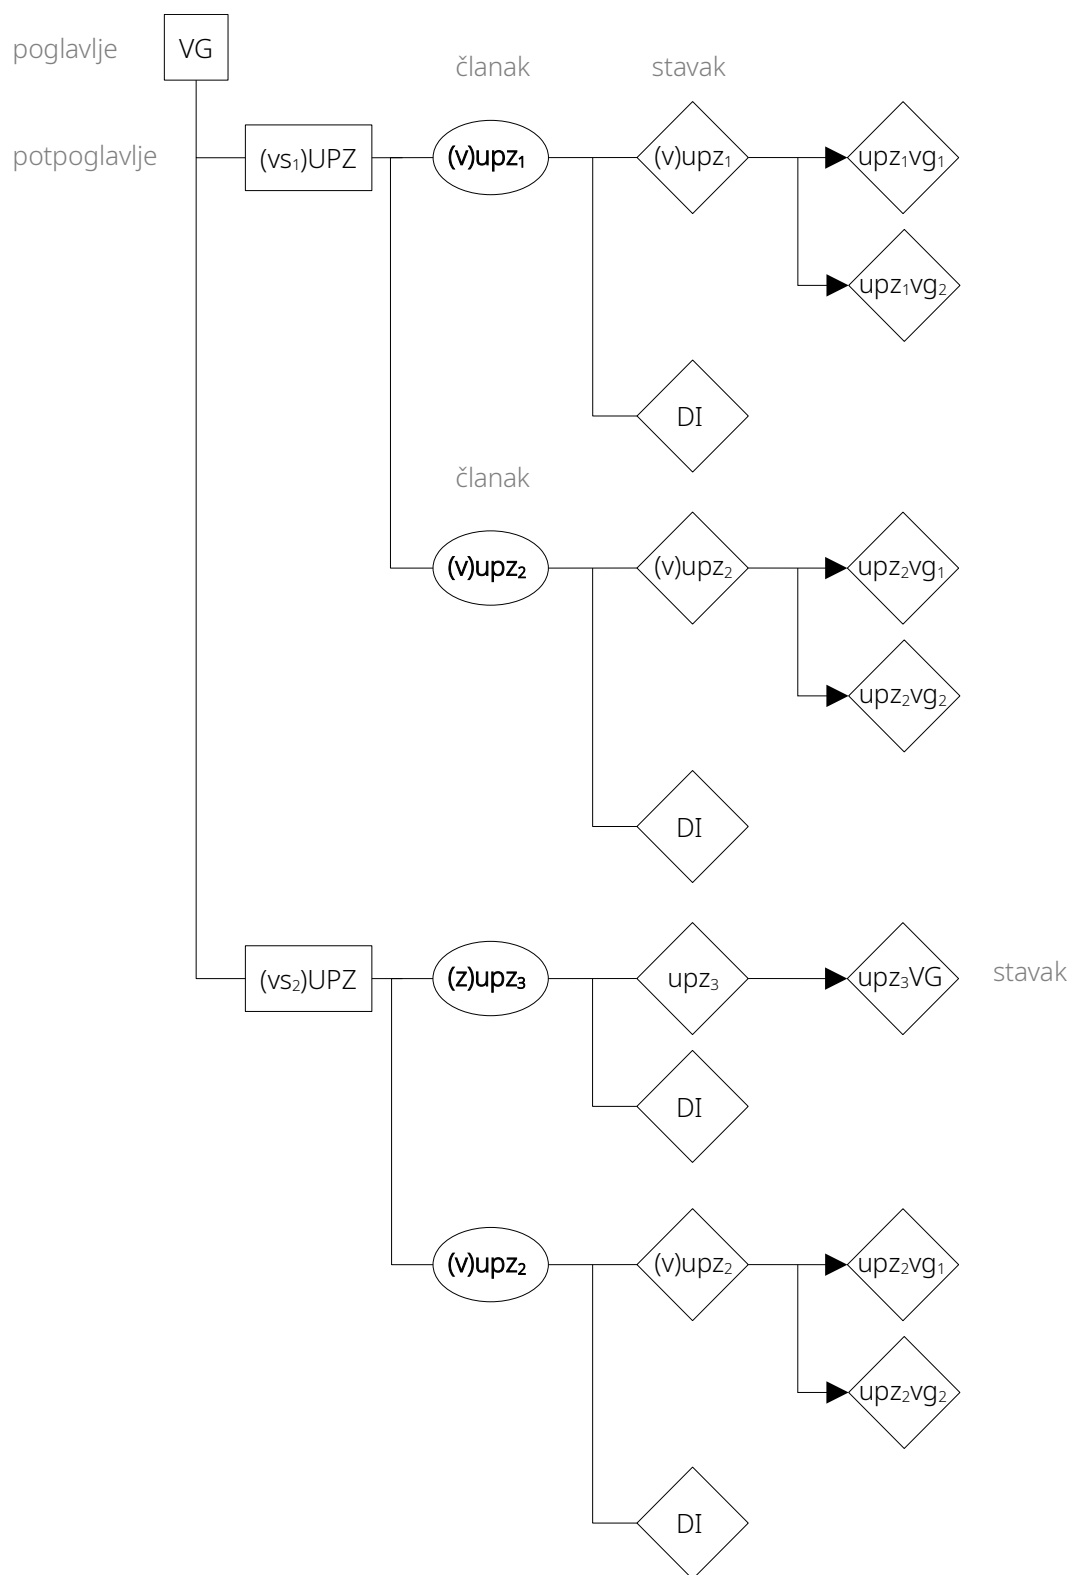 poglavlje VG
članak stavak
potpoglavlje (vs₁)UPZ (v)upz₁ (v)upz₁ upz₁vg₁
upz₁vg₂
DI
članak
(v)upz₂ (v)upz₂ upz₂vg₁
upz₂vg₂
DI
(vs₂)UPZ (z)upz₃ upz₃ upz₃VG stavak
DI
(v)upz₂ (v)upz₂ upz₂vg₁
upz₂vg₂
DI